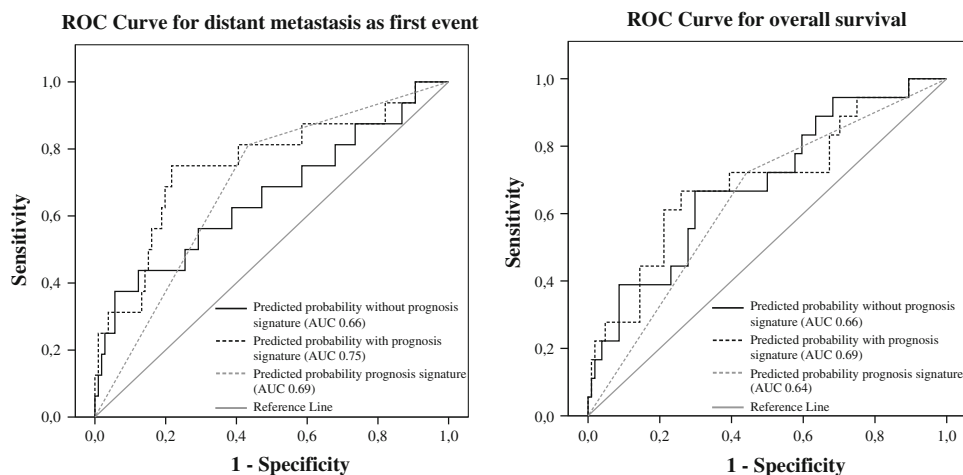 ROC Curve for distant metastasis as first event
Sensitivity
1,0
0,8
0,6
0,4
0,2
0,0
Predicted probability without prognosis
signature (AUC 0.66)
Predicted probability with prognosis
signature (AUC 0.75)
Predicted probability prognosis signature
(AUC 0.69)
Reference Line
0,0 0,2 0,4 0,6 0,8 1,0
1 - Specificity
ROC Curve for overall survival
Sensitivity
1,0
0,8
0,6
0,4
0,2
0,0
Predicted probability without prognosis
signature (AUC 0.66)
Predicted probability with prognosis
signature (AUC 0.69)
Predicted probability prognosis signature
(AUC 0.64)
Reference Line
0,0 0,2 0,4 0,6 0,8 1,0
1 - Specificity